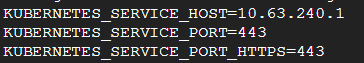 KUBERNETES_SERVICE_HOST=10.63.240.1
KUBERNETES_SERVICE_PORT=443
KUBERNETES_SERVICE_PORT_HTTPS=443